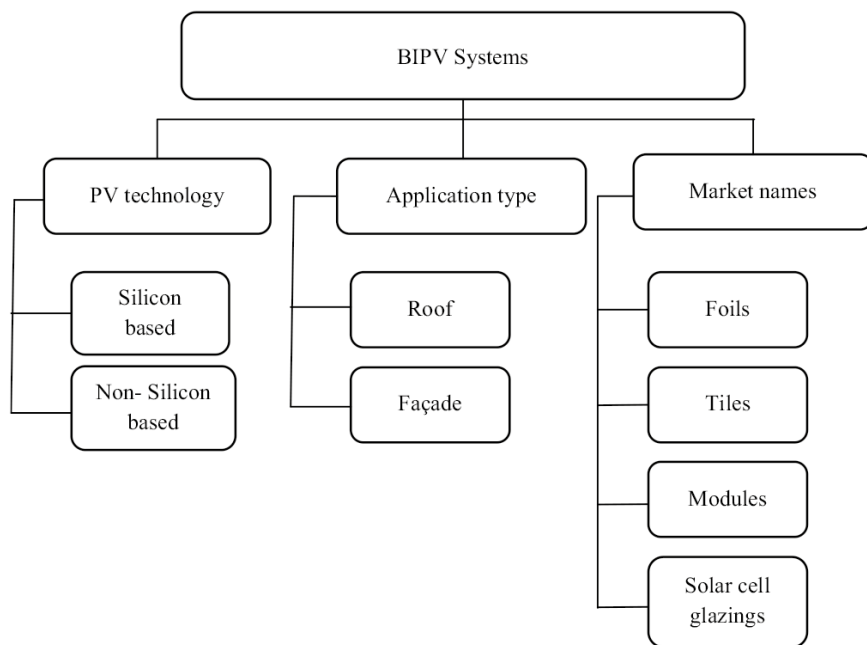 BIPV Systems
PV technology
Application type
Market names
Silicon
based
Non- Silicon
based
Roof
Façade
Foils
Tiles
Modules
Solar cell
glazings